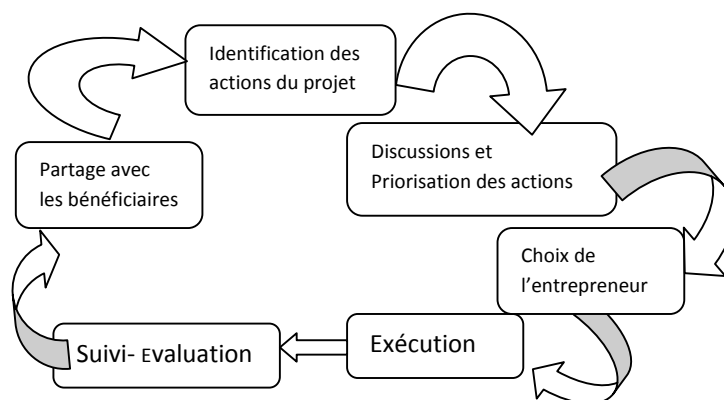 Identification des
actions du projet
Discussions et
Priorisation des actions
Choix de
l’entrepreneur
Exécution
Suivi- Evaluation
Partage avec
les bénéficiaires